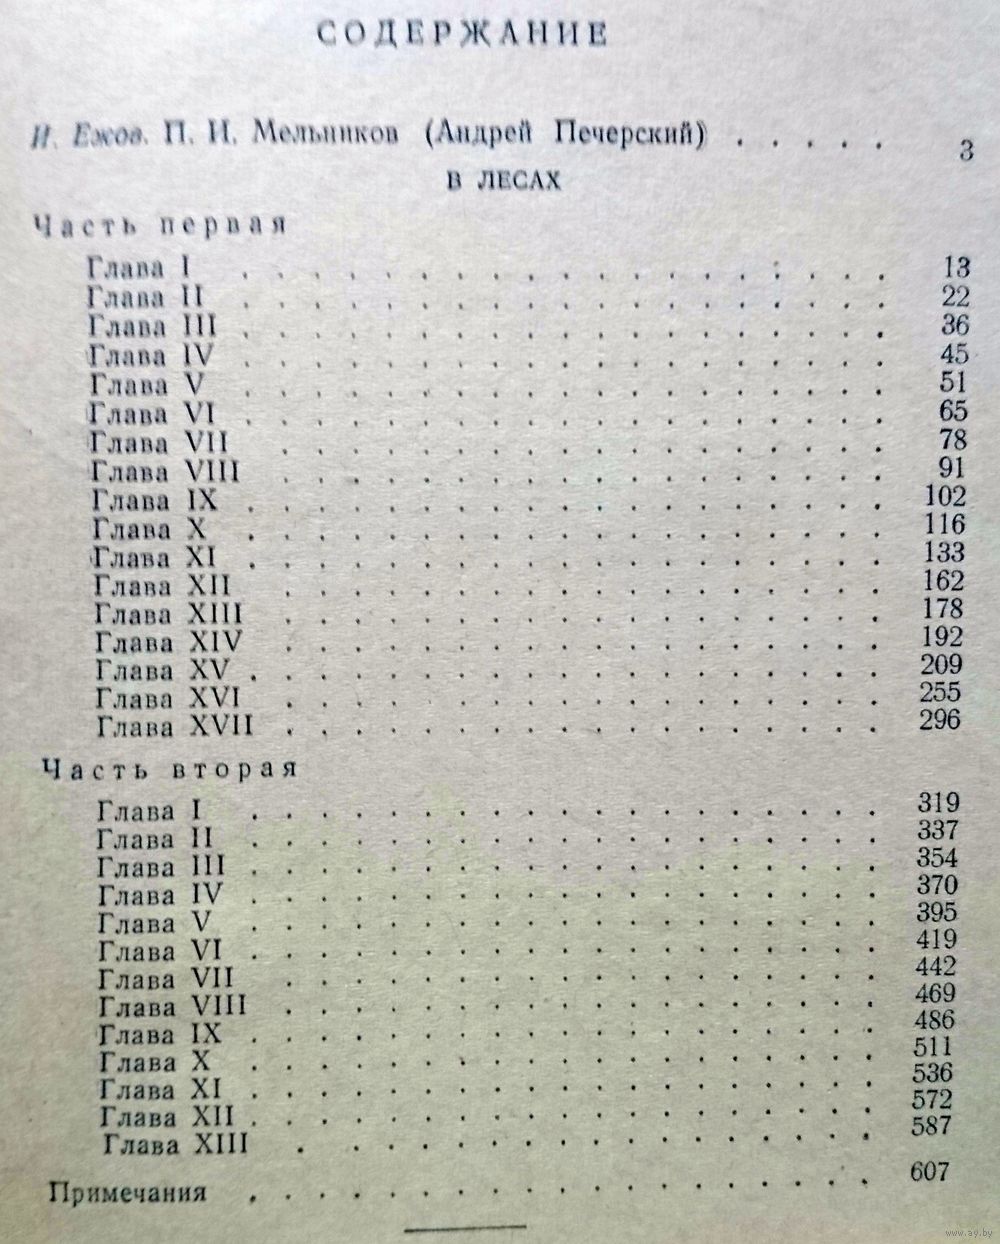 СОДЕРЖАНИЕ
И. Ежов. П. И. Мельников (Андрей Печерский) . . . . . 3
В ЛЕСАХ
Часть первая
Глава I . . . . . . . . . . . . . . . . . . . 13
Глава II . . . . . . . . . . . . . . . . . . . 22
Глава III . . . . . . . . . . . . . . . . . . . 36
Глава IV . . . . . . . . . . . . . . . . . . . 45
Глава V . . . . . . . . . . . . . . . . . . . 51
Глава VI . . . . . . . . . . . . . . . . . . . 65
Глава VII . . . . . . . . . . . . . . . . . . 78
Глава VIII . . . . . . . . . . . . . . . . . . 91
Глава IX . . . . . . . . . . . . . . . . . . . 102
Глава X . . . . . . . . . . . . . . . . . . . 116
Глава XI . . . . . . . . . . . . . . . . . . . 133
Глава XII . . . . . . . . . . . . . . . . . . 162
Глава XIII . . . . . . . . . . . . . . . . . . 178
Глава XIV . . . . . . . . . . . . . . . . . . 192
Глава XV . . . . . . . . . . . . . . . . . . . 209
Глава XVI . . . . . . . . . . . . . . . . . . 255
Глава XVII . . . . . . . . . . . . . . . . . . 296
Часть вторая
Глава I . . . . . . . . . . . . . . . . . . . 319
Глава II . . . . . . . . . . . . . . . . . . . 337
Глава III . . . . . . . . . . . . . . . . . . . 354
Глава IV . . . . . . . . . . . . . . . . . . . 370
Глава V . . . . . . . . . . . . . . . . . . . 395
Глава VI . . . . . . . . . . . . . . . . . . . 419
Глава VII . . . . . . . . . . . . . . . . . . 442
Глава VIII . . . . . . . . . . . . . . . . . . 469
Глава IX . . . . . . . . . . . . . . . . . . . 486
Глава X . . . . . . . . . . . . . . . . . . . 511
Глава XI . . . . . . . . . . . . . . . . . . . 536
Глава XII . . . . . . . . . . . . . . . . . . . 572
Глава XIII . . . . . . . . . . . . . . . . . 587
Примечания . . . . . . . . . . . . . . . . . . 607
www.ay.by